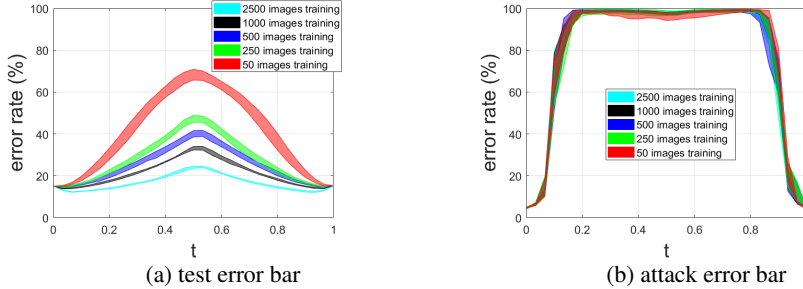 100
80
60
40
20
0
error rate (%)
2500 images training
1000 images training
500 images training
250 images training
50 images training
0 0.2 0.4 0.6 0.8 1
t
(a) test error bar
100
80
60
40
20
0
error rate (%)
2500 images training
1000 images training
500 images training
250 images training
50 images training
0 0.2 0.4 0.6 0.8
t
(b) attack error bar